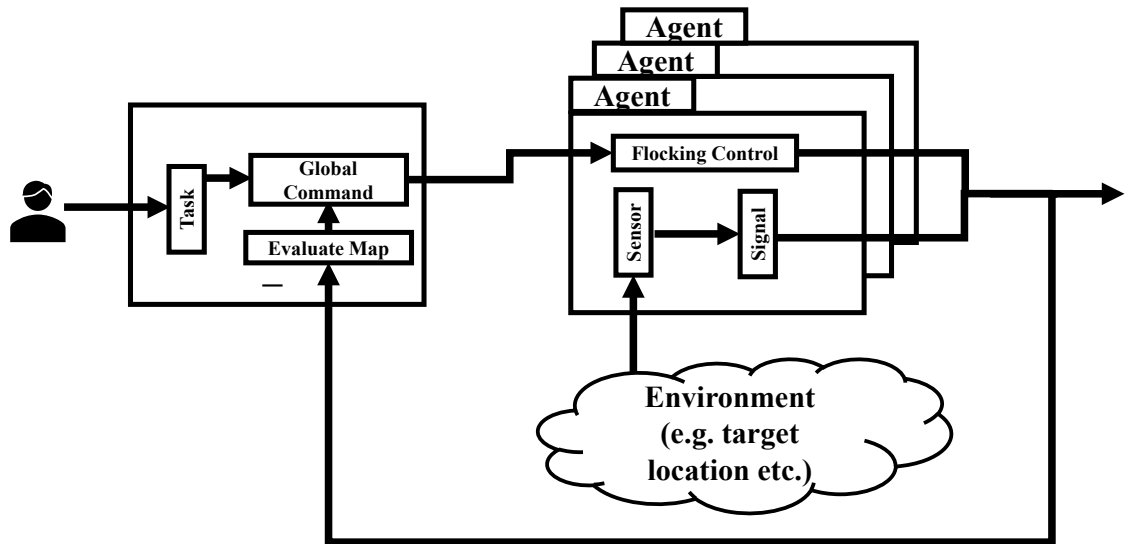 Agent
Agent
Agent
Flocking Control
Global
Command
Task
Evaluate Map
Sensor
Signal
Environment
(e.g. target
location etc.)